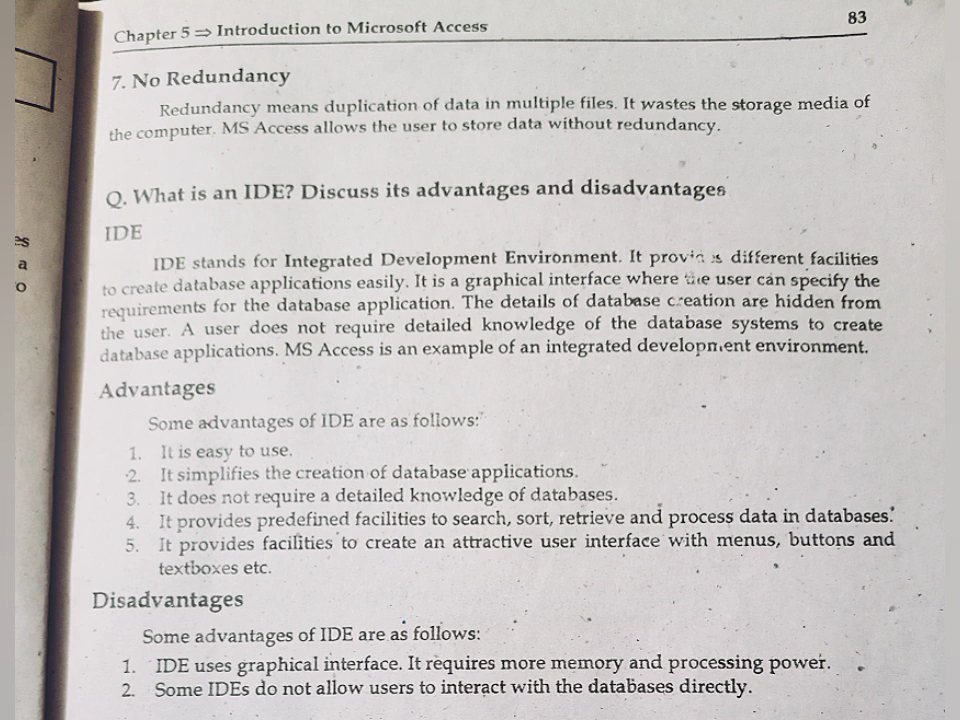 Chapter 5 ⇒ Introduction to Microsoft Access 83
7. No Redundancy
Redundancy means duplication of data in multiple files. It wastes the storage media of
the computer. MS Access allows the user to store data without redundancy.
Q. What is an IDE? Discuss its advantages and disadvantages
IDE
IDE stands for Integrated Development Environment. It provides different facilities
to create database applications easily. It is a graphical interface where the user can specify the
requirements for the database application. The details of database creation are hidden from
the user. A user does not require detailed knowledge of the database systems to create
database applications. MS Access is an example of an integrated development environment.
Advantages
Some advantages of IDE are as follows:
1. It is easy to use.
2. It simplifies the creation of database applications.
3. It does not require a detailed knowledge of databases.
4. It provides predefined facilities to search, sort, retrieve and process data in databases.
5. It provides facilities to create an attractive user interface with menus, buttons and
textboxes etc.
Disadvantages
Some advantages of IDE are as follows:
1. IDE uses graphical interface. It requires more memory and processing power.
2. Some IDEs do not allow users to interact with the databases directly.